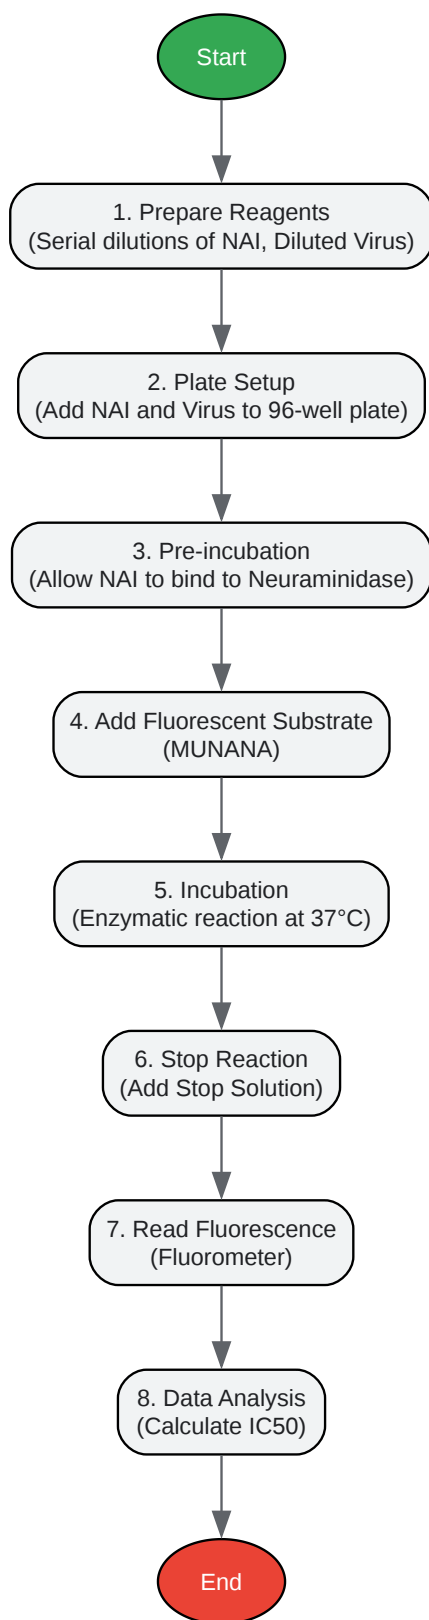 Start
1. Prepare Reagents
(Serial dilutions of NAI, Diluted Virus)
2. Plate Setup
(Add NAI and Virus to 96-well plate)
3. Pre-incubation
(Allow NAI to bind to Neuraminidase)
4. Add Fluorescent Substrate
(MUNANA)
5. Incubation
(Enzymatic reaction at 37°C)
6. Stop Reaction
(Add Stop Solution)
7. Read Fluorescence
(Fluorometer)
8. Data Analysis
(Calculate IC50)
End